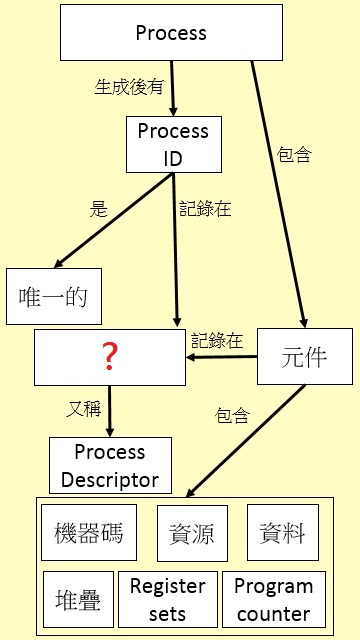 Process
生成後有
Process
ID
包含
是
記錄在
唯一的
?
記錄在
元件
又稱
包含
Process
Descriptor
機器碼
資源
資料
堆疊
Register
sets
Program
counter